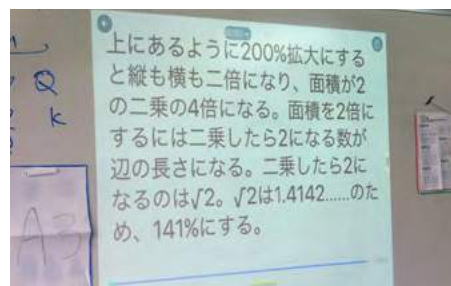 上にあるように200%拡大にする
と縦も横も二倍になり、面積が2
の二乗の4倍になる。面積を2倍に
するには二乗したら2になる数が
辺の長さになる。二乗したら2に
なるのは√2。√2は1.4142......のた
め、141%にする。
Q
k
A3